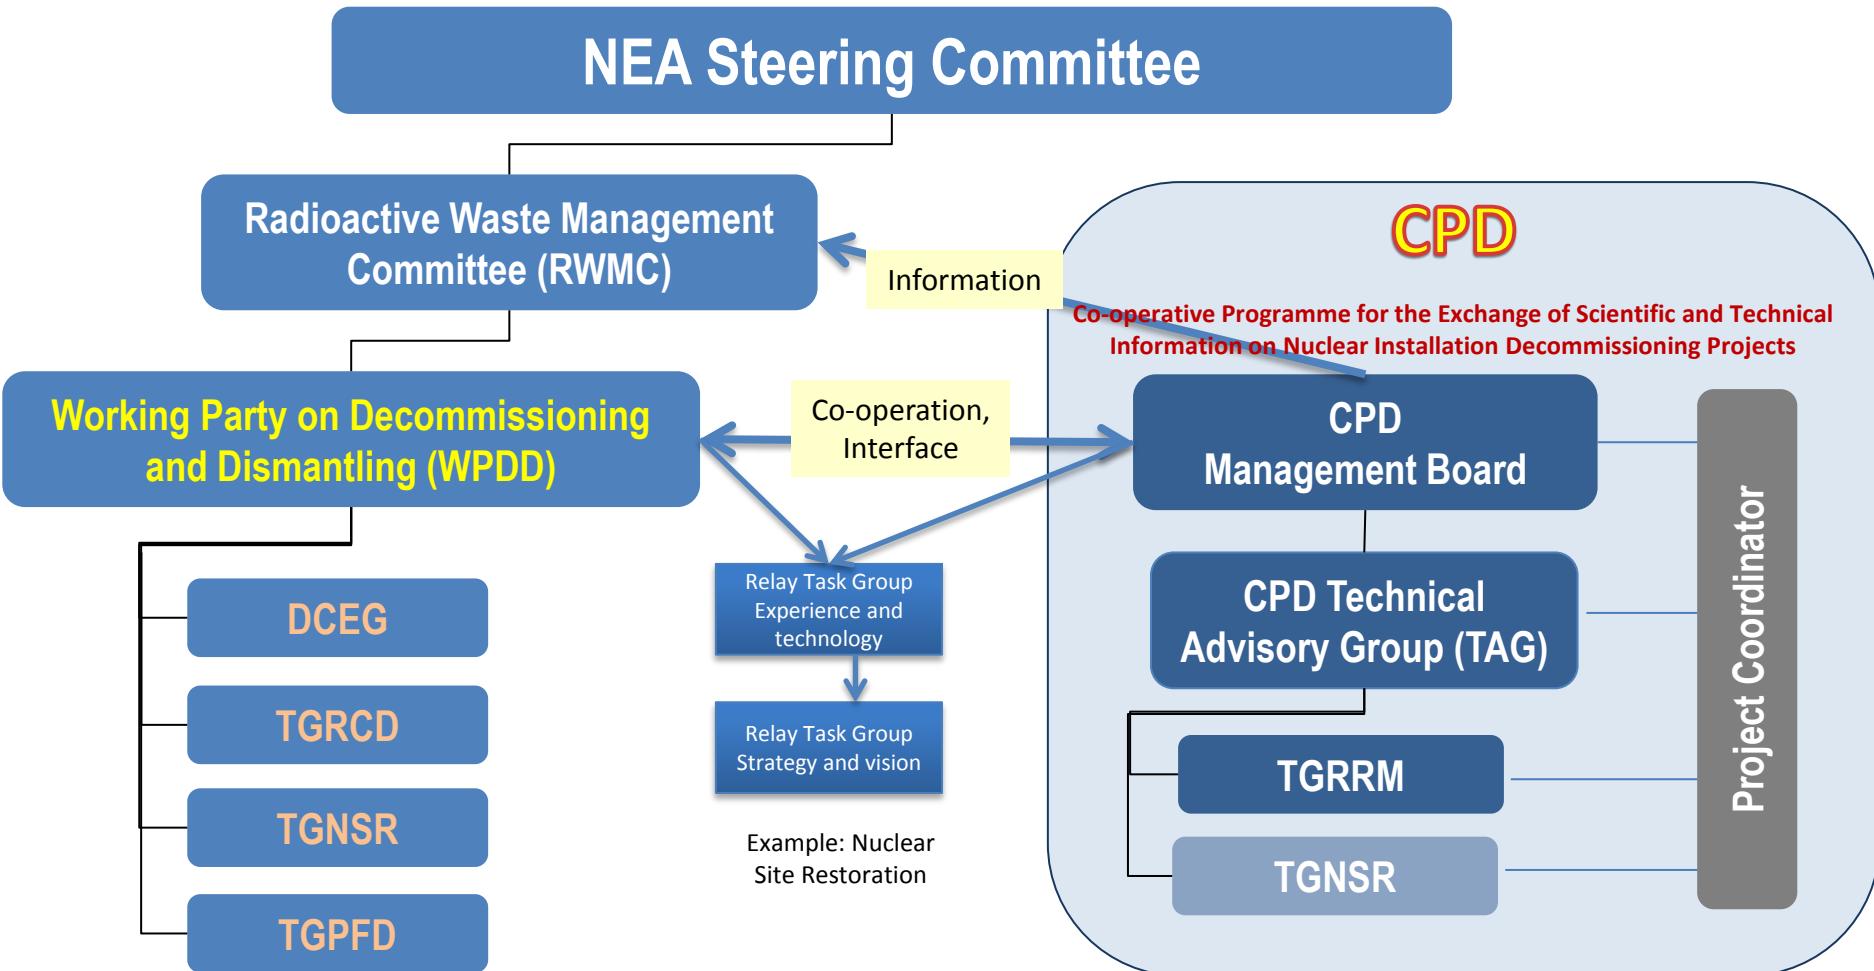 NEA Steering Committee
Radioactive Waste Management
Committee (RWMC)
Information
CPD
Co-operative Programme for the Exchange of Scientific and Technical
Information on Nuclear Installation Decommissioning Projects
Working Party on Decommissioning
and Dismantling (WPDD)
Co-operation,
Interface
CPD
Management Board
Project Coordinator
DCEG
TGRCD
TGNSR
TGPFD
Relay Task Group
Experience and
technology
Relay Task Group
Strategy and vision
Example: Nuclear
Site Restoration
CPD Technical
Advisory Group (TAG)
TGRRM
TGNSR